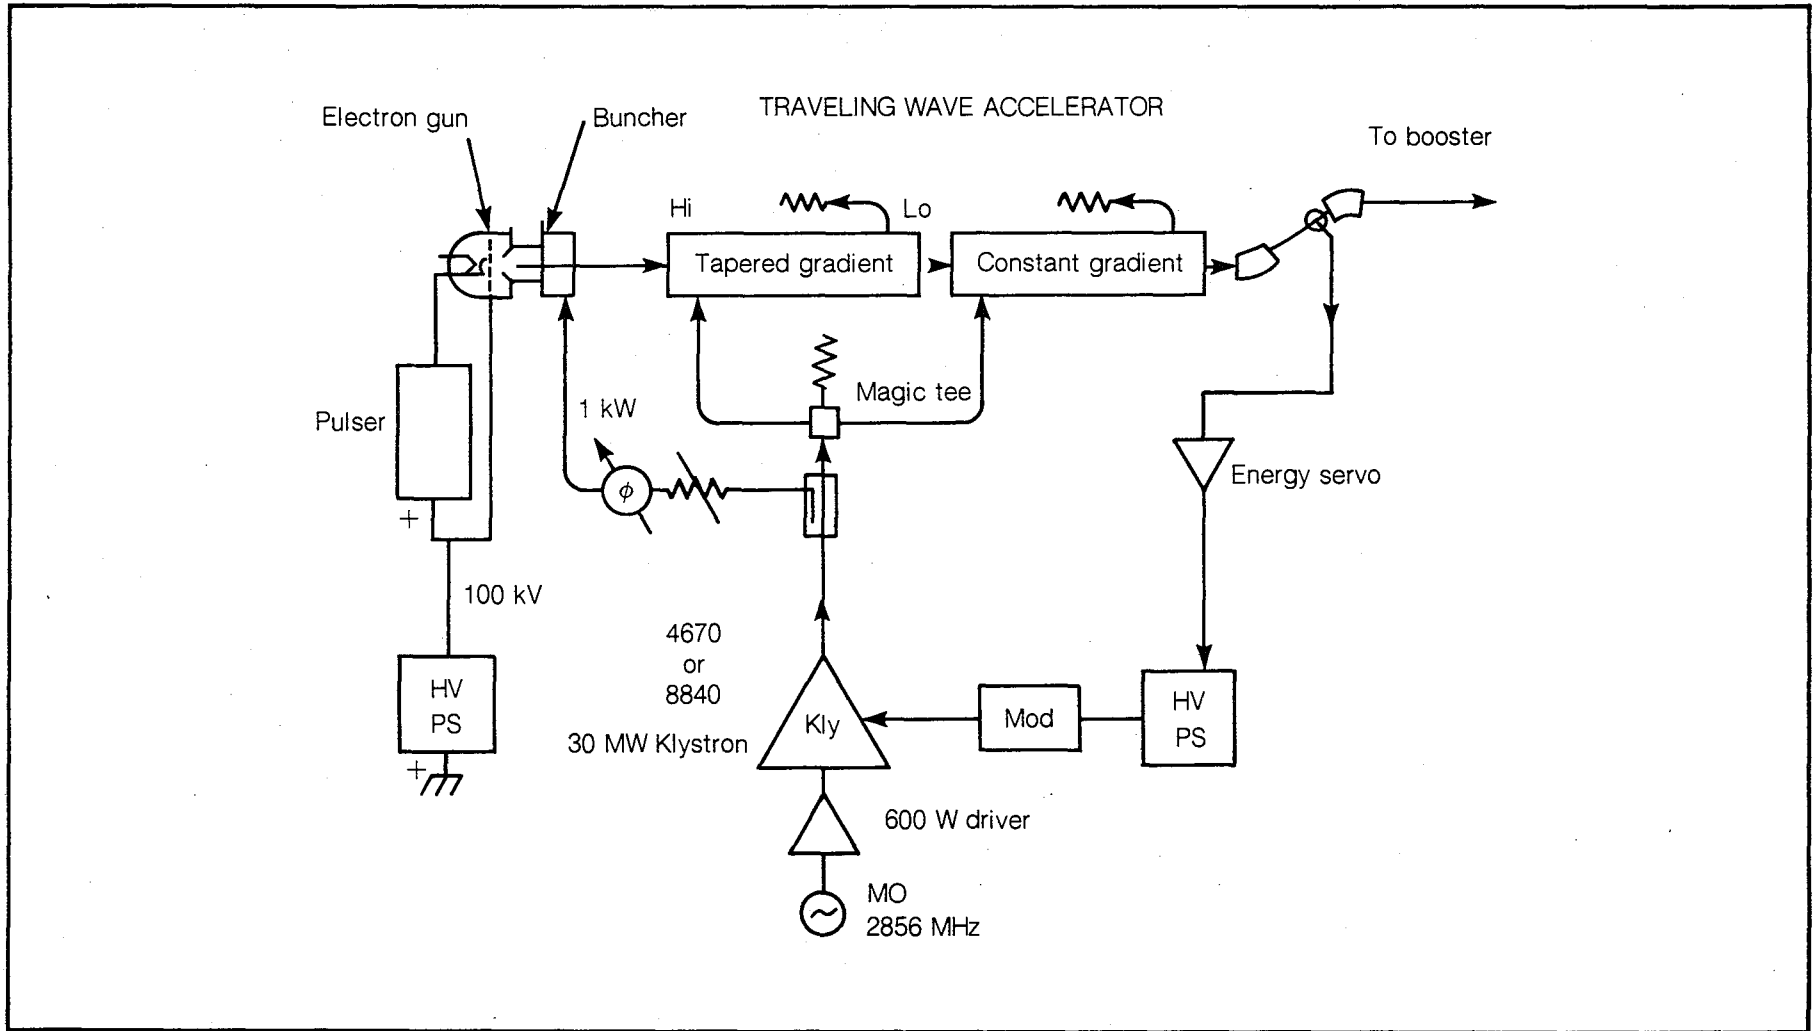 TRAVELING WAVE ACCELERATOR
Electron gun
Buncher
To booster
Hi
Lo
Tapered gradient
Constant gradient
Magic tee
1 kW
Pulser
ϕ
+
Energy servo
100 kV
4670
or
8840
30 MW Klystron
HV
PS
+
Kly
Mod
HV
PS
600 W driver
MO
2856 MHz